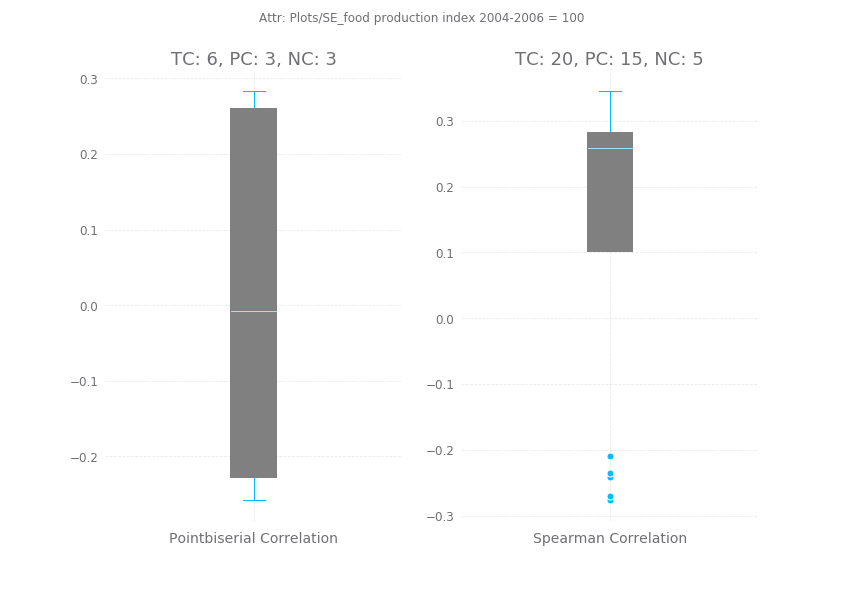 Attr: Plots/SE_food production index 2004-2006 = 100
TC: 6, PC: 3, NC: 3
0.3
0.2
0.1
0.0
−0.1
−0.2
Pointbiserial Correlation
TC: 20, PC: 15, NC: 5
0.3
0.2
0.1
0.0
−0.1
−0.2
−0.3
Spearman Correlation